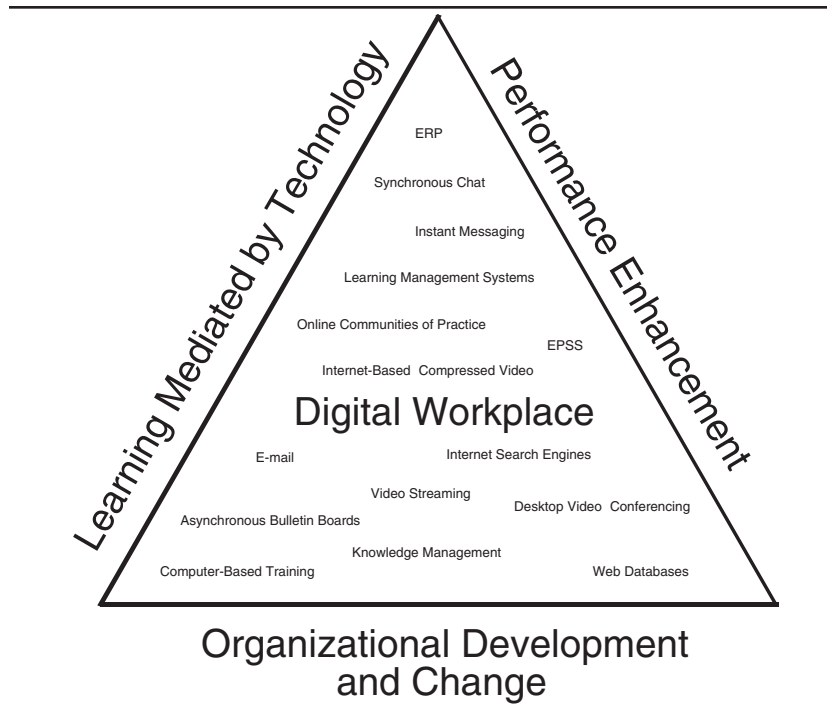 Learning Mediated by Technology
Performance Enhancement
ERP
Synchronous Chat
Instant Messaging
Learning Management Systems
Online Communities of Practice
EPSS
Internet-Based Compressed Video
Digital Workplace
E-mail
Internet Search Engines
Video Streaming
Desktop Video Conferencing
Asynchronous Bulletin Boards
Knowledge Management
Computer-Based Training
Web Databases
Organizational Development
and Change